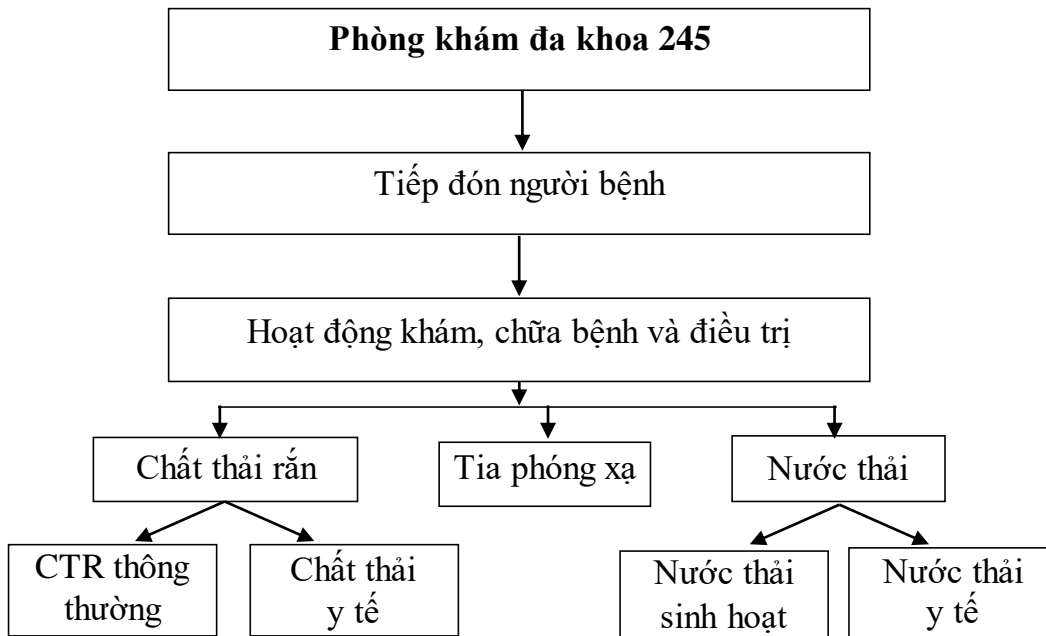 Phòng khám đa khoa 245
Tiếp đón người bệnh
Hoạt động khám, chữa bệnh và điều trị
Chất thải rắn
Tia phóng xạ
Nước thải
CTR thông
thường
Chất thải
y tế
Nước thải
sinh hoạt
Nước thải
y tế